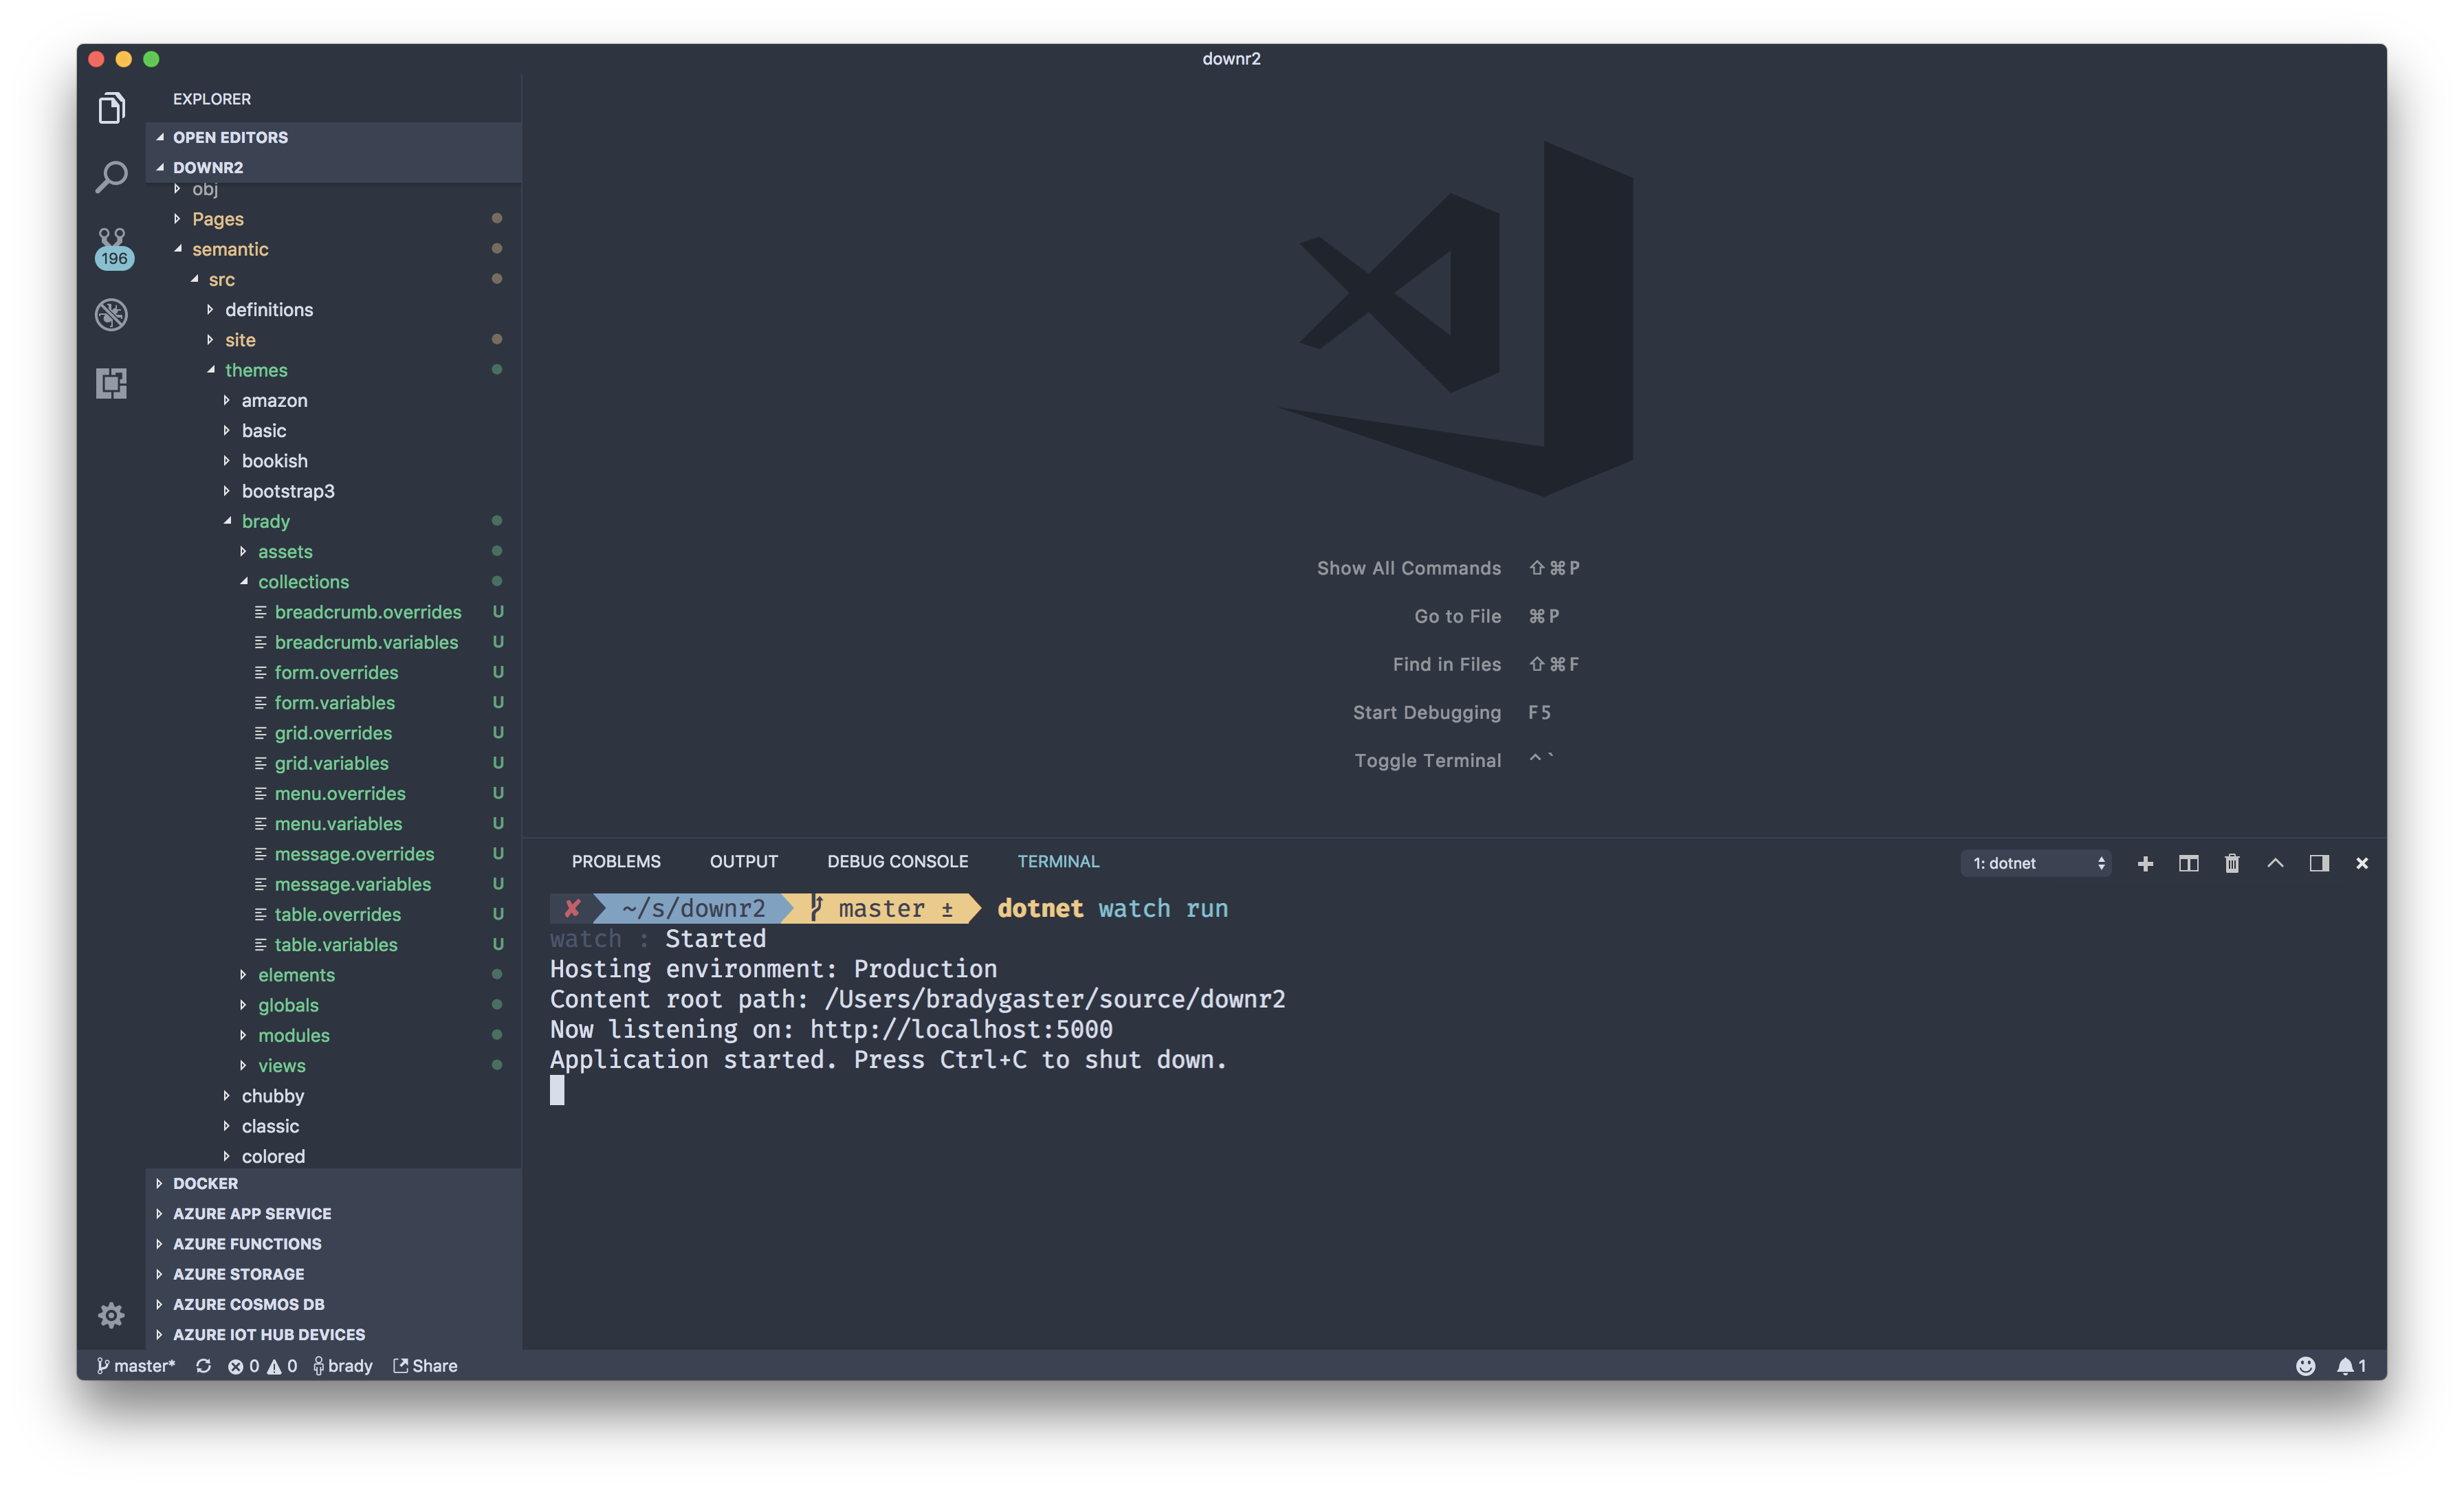 downr2
EXPLORER
OPEN EDITORS
DOWNR2
obj
Pages
196
semantic
src
definitions
site
themes
amazon
basic
bookish
bootstrap3
brady
assets
collections
breadcrumb.overrides U
breadcrumb.variables U
form.overrides U
form.variables U
grid.overrides U
grid.variables U
menu.overrides U
menu.variables U
message.overrides U
message.variables U
table.overrides U
table.variables U
elements
globals
modules
views
chubby
classic
colored
DOCKER
AZURE APP SERVICE
AZURE FUNCTIONS
AZURE STORAGE
AZURE COSMOS DB
AZURE IOT HUB DEVICES
Show All Commands ⇧⌘P
Go to File ⌘P
Find in Files ⇧⌘F
Start Debugging F5
Toggle Terminal ^`
PROBLEMS OUTPUT DEBUG CONSOLE TERMINAL 1: dotnet
✘ ~/s/downr2 master ± dotnet watch run
watch : Started
Hosting environment: Production
Content root path: /Users/bradygaster/source/downr2
Now listening on: http://localhost:5000
Application started. Press Ctrl+C to shut down.
master* 0 0 brady Share 1